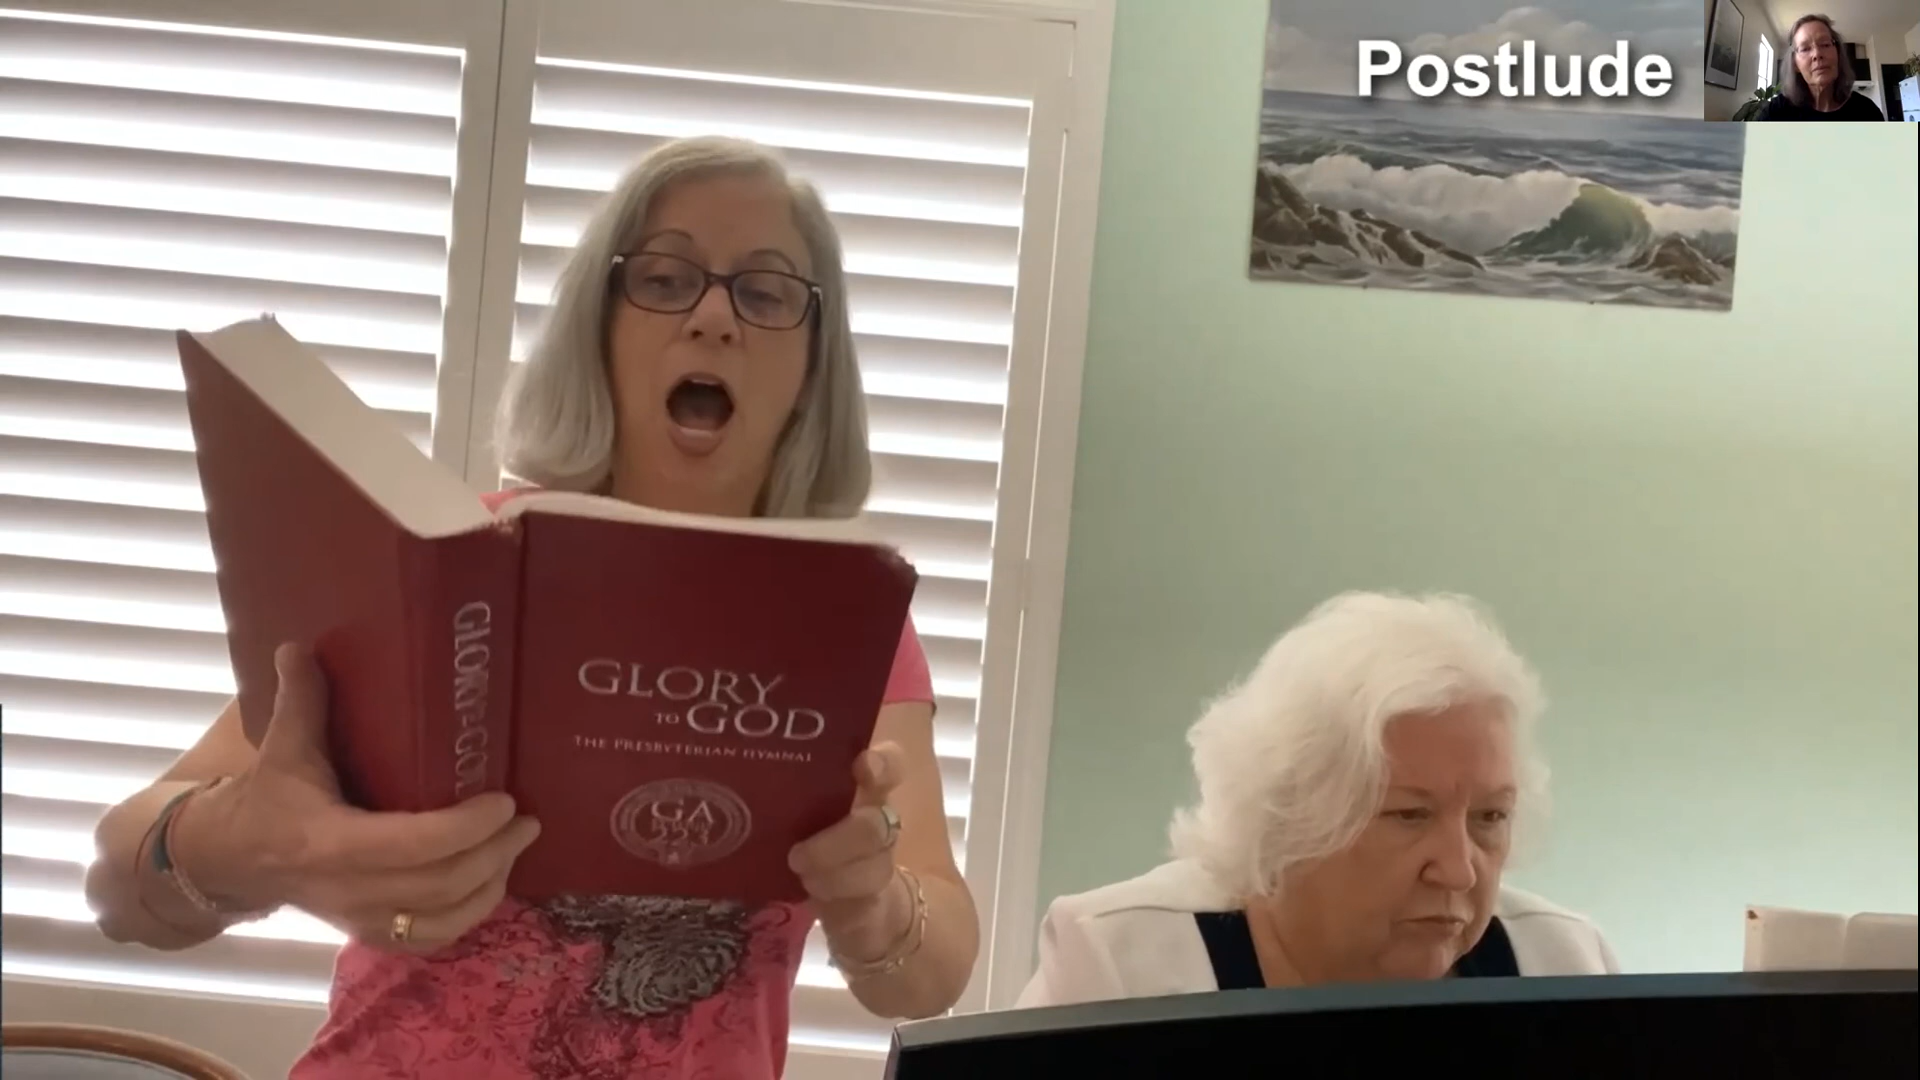 Postlude
GLORY TO GOD
GLORY
TO GOD
THE PRESBYTERIAN HYMNAL
GA